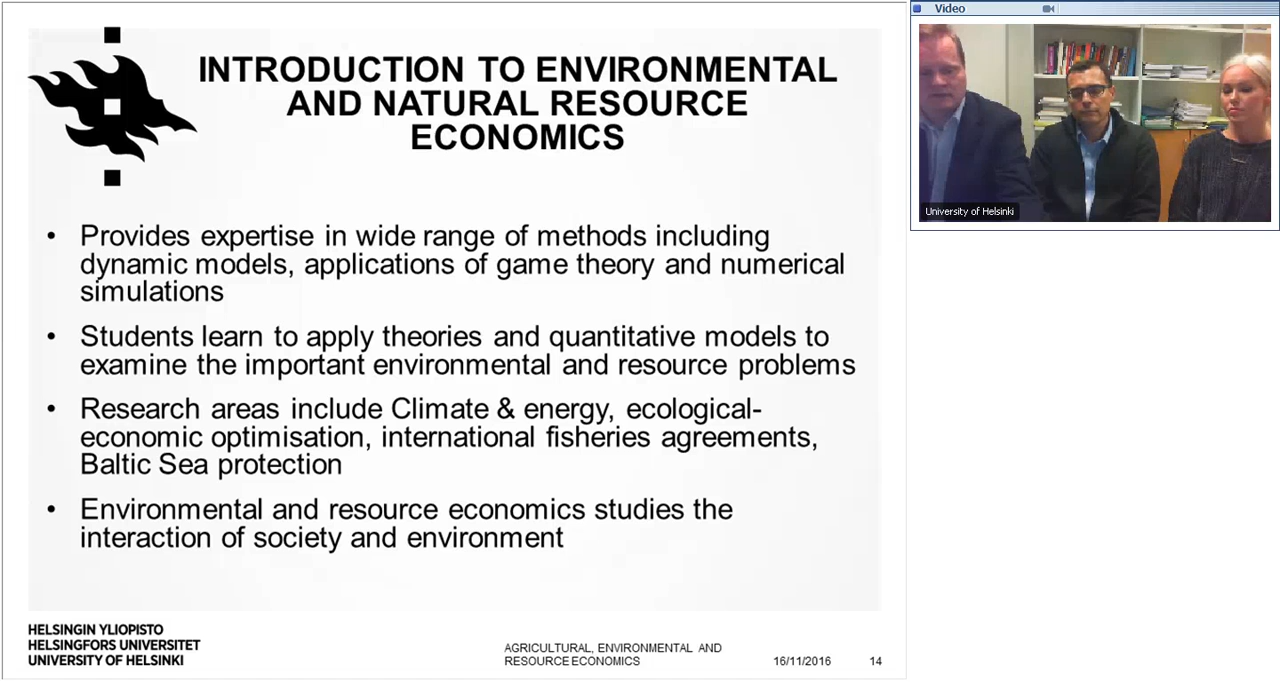 INTRODUCTION TO ENVIRONMENTAL
AND NATURAL RESOURCE
ECONOMICS
• Provides expertise in wide range of methods including
dynamic models, applications of game theory and numerical
simulations
• Students learn to apply theories and quantitative models to
examine the important environmental and resource problems
• Research areas include Climate & energy, ecological-
economic optimisation, international fisheries agreements,
Baltic Sea protection
• Environmental and resource economics studies the
interaction of society and environment
HELSINGIN YLIOPISTO
HELSINGFORS UNIVERSITET
UNIVERSITY OF HELSINKI
AGRICULTURAL, ENVIRONMENTAL AND
RESOURCE ECONOMICS
16/11/2016
14
Video
University of Helsinki